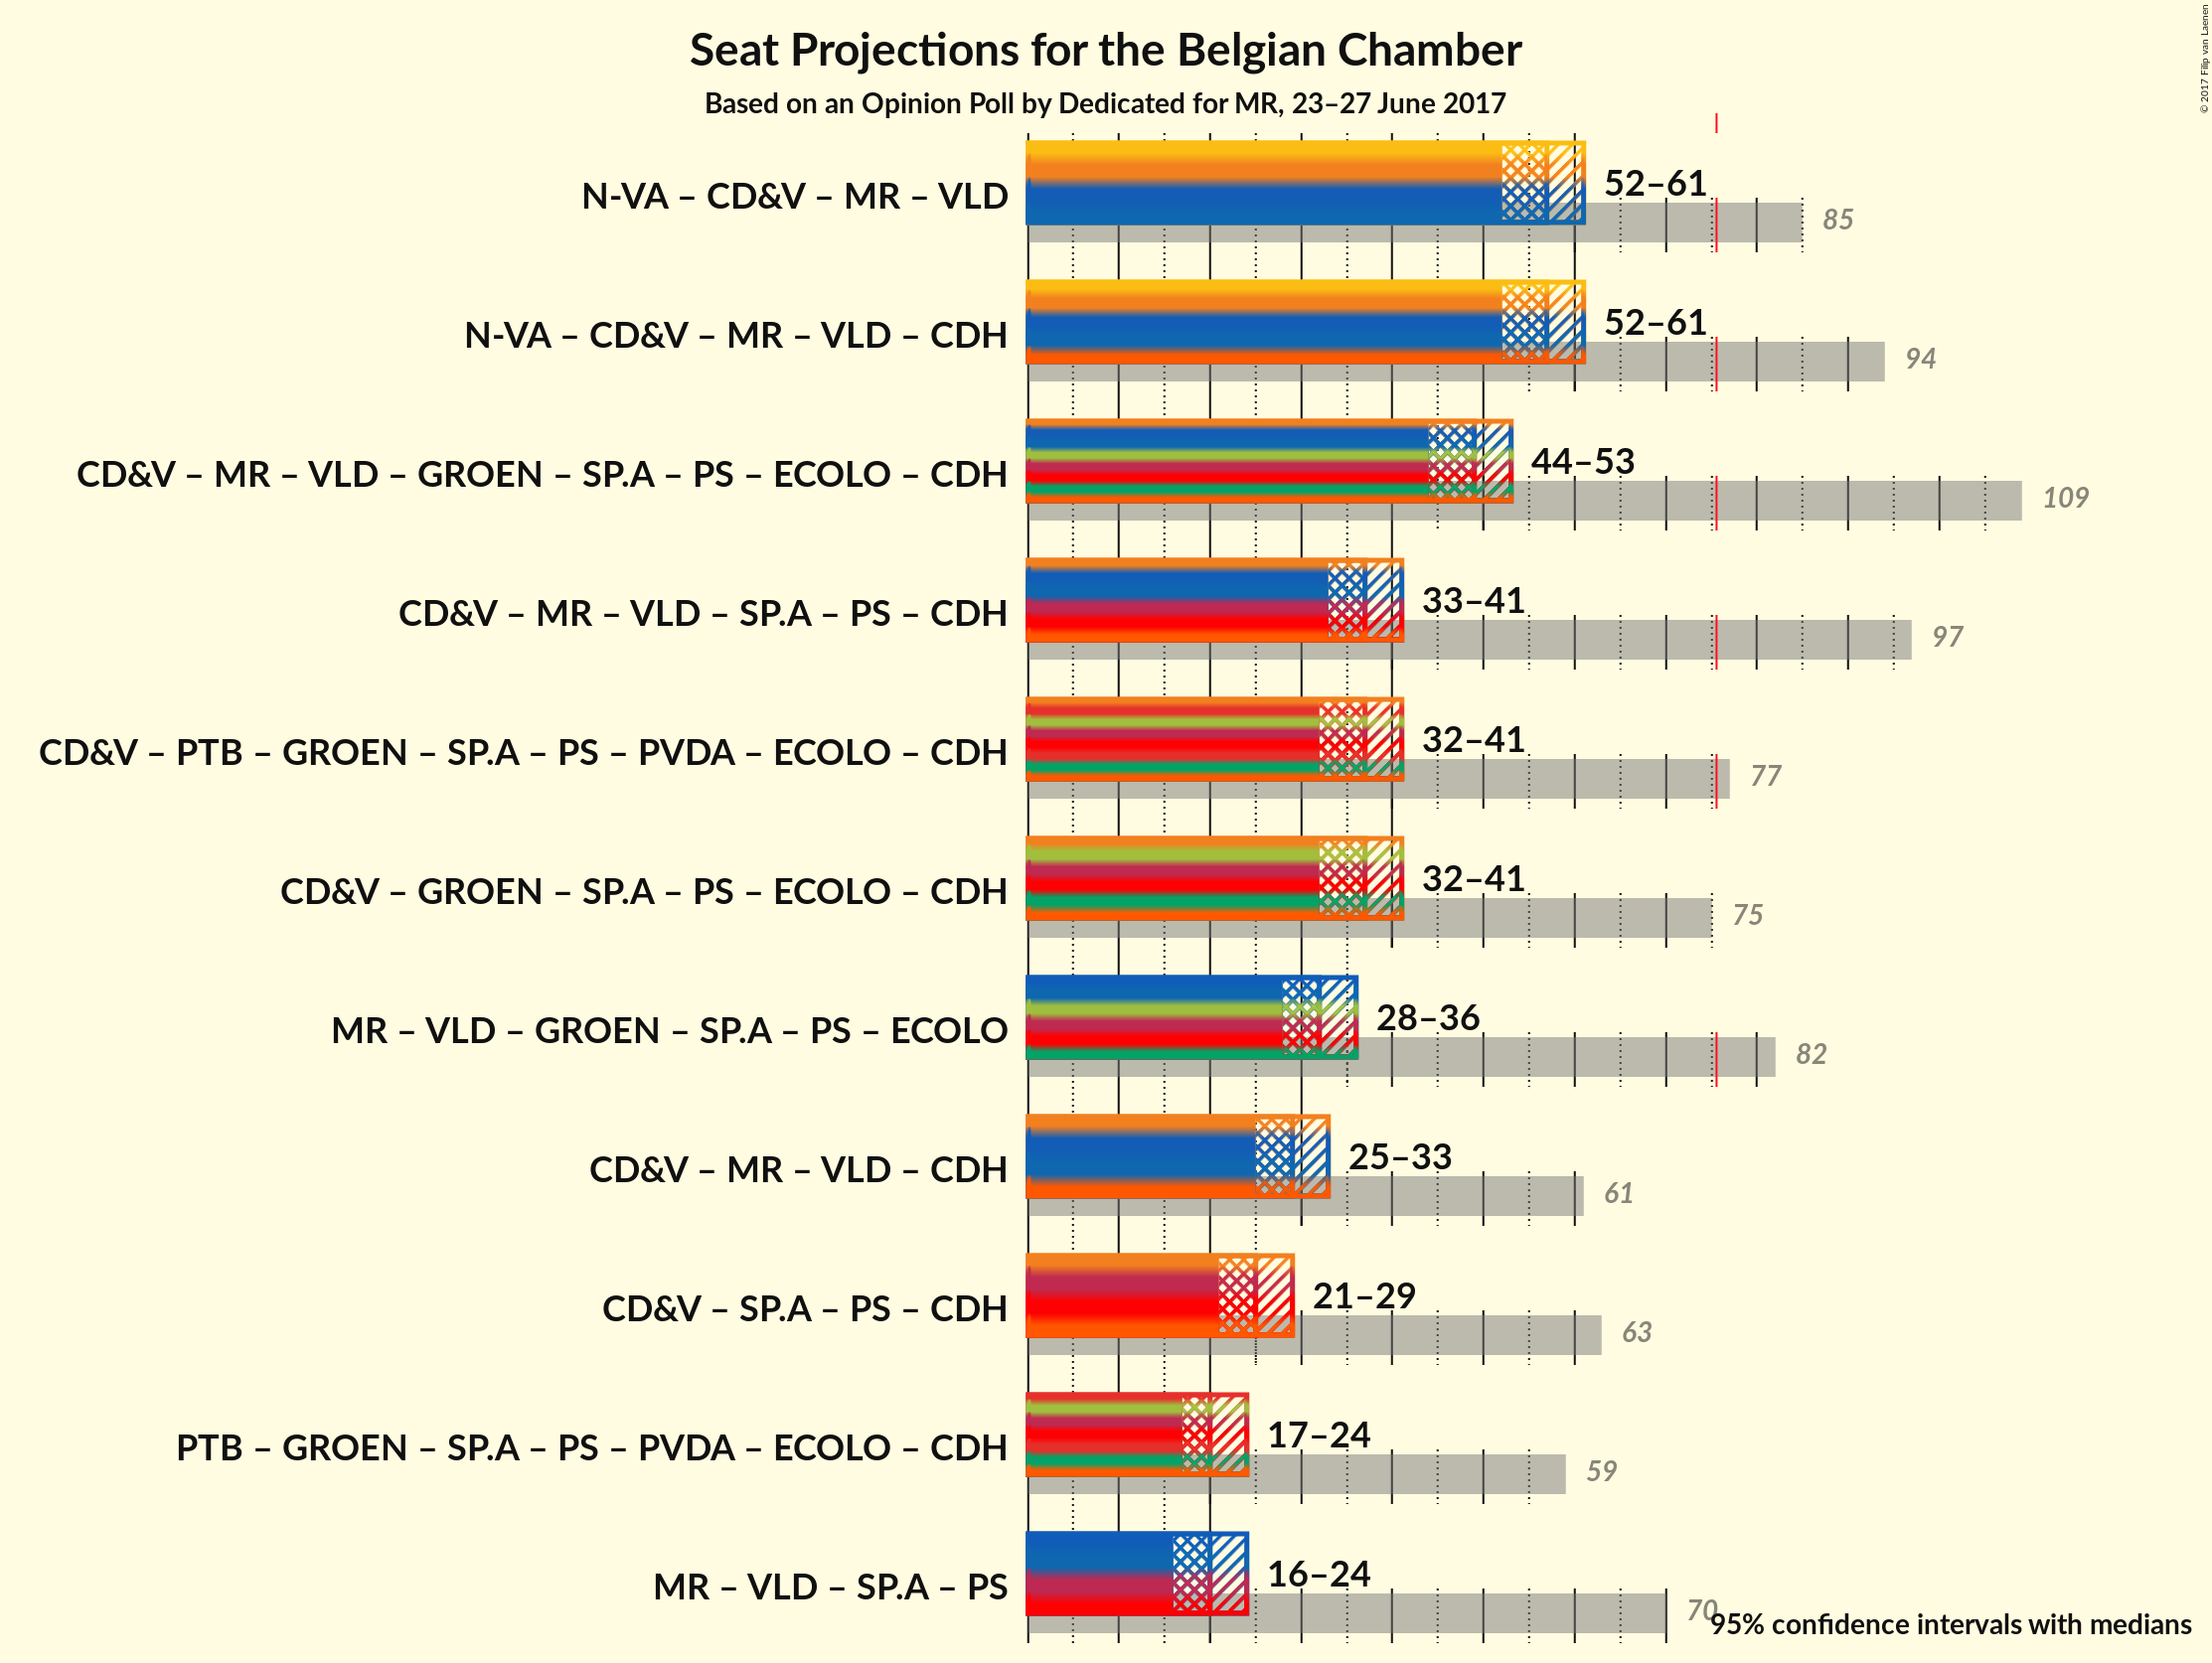 Seat Projections for the Belgian Chamber
Based on an Opinion Poll by Dedicated for MR, 23–27 June 2017
© 2017 Filip van Laenen
N-VA – CD&V – MR – VLD
52–61
85
N-VA – CD&V – MR – VLD – CDH
52–61
94
CD&V – MR – VLD – GROEN – SP.A – PS – ECOLO – CDH
44–53
109
CD&V – MR – VLD – SP.A – PS – CDH
33–41
97
CD&V – PTB – GROEN – SP.A – PS – PVDA – ECOLO – CDH
32–41
77
CD&V – GROEN – SP.A – PS – ECOLO – CDH
32–41
75
MR – VLD – GROEN – SP.A – PS – ECOLO
28–36
82
CD&V – MR – VLD – CDH
25–33
61
CD&V – SP.A – PS – CDH
21–29
63
PTB – GROEN – SP.A – PS – PVDA – ECOLO – CDH
17–24
59
MR – VLD – SP.A – PS
16–24
70
95% confidence intervals with medians